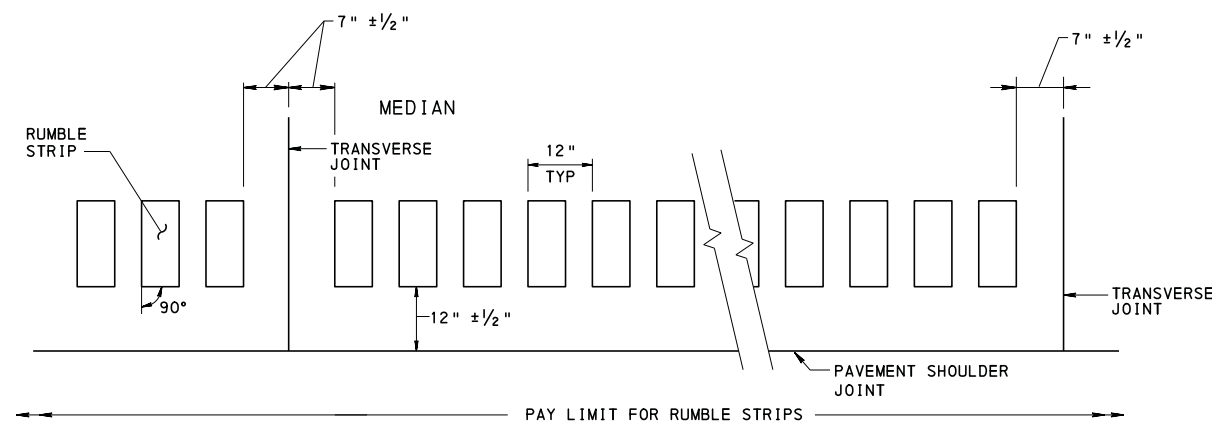 7" ±1/2"
7" ±1/2"
MEDIAN
RUMBLE
STRIP
TRANSVERSE
JOINT
12"
TYP
90°
12" ±1/2"
TRANSVERSE
JOINT
PAVEMENT SHOULDER
JOINT
PAY LIMIT FOR RUMBLE STRIPS